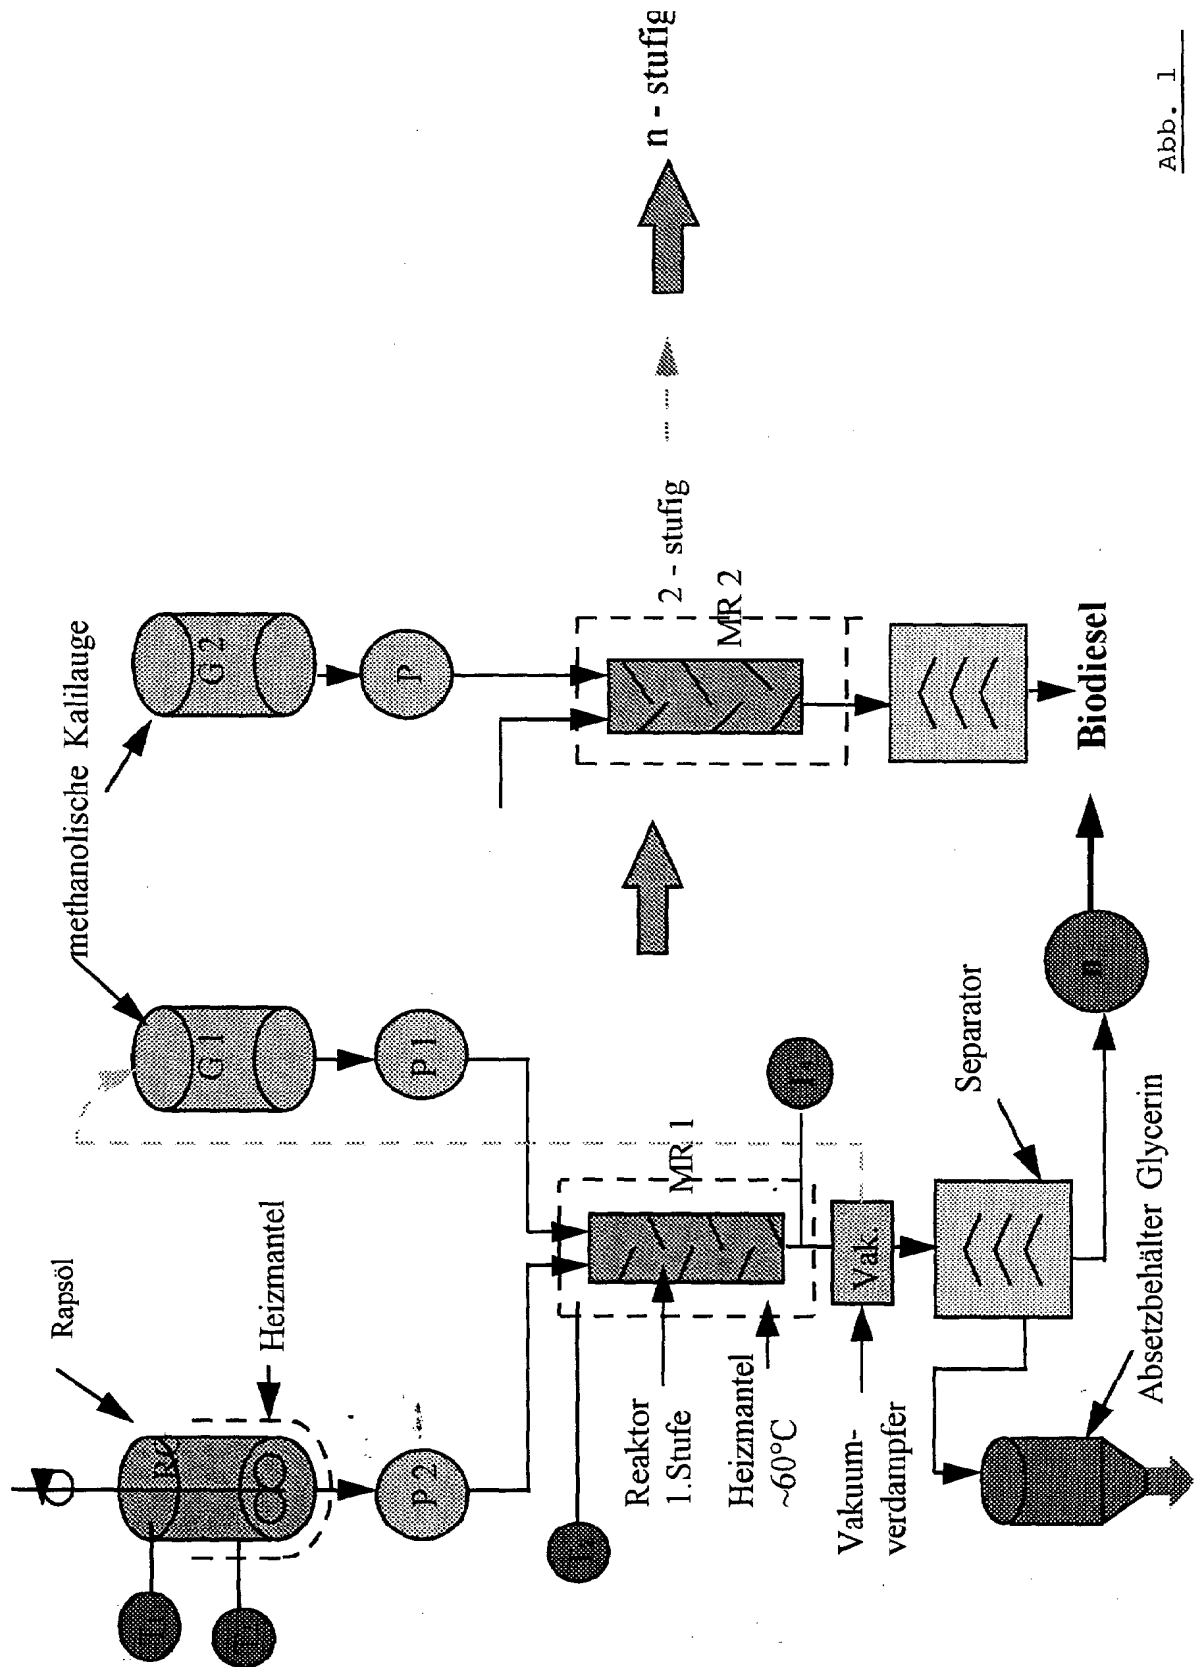 Rapsöl
Heizmantel
methanolische Kalilauge
G 1
G 2
P 2
P 1
P
Reaktor
1.Stufe
MR 1
Heizmantel
~60°C
MR 2
2 - stufig
n - stufig
Vakuum-
verdampfer
Vak.
Separator
Absetzbehälter Glycerin
n
Biodiesel
Abb. 1